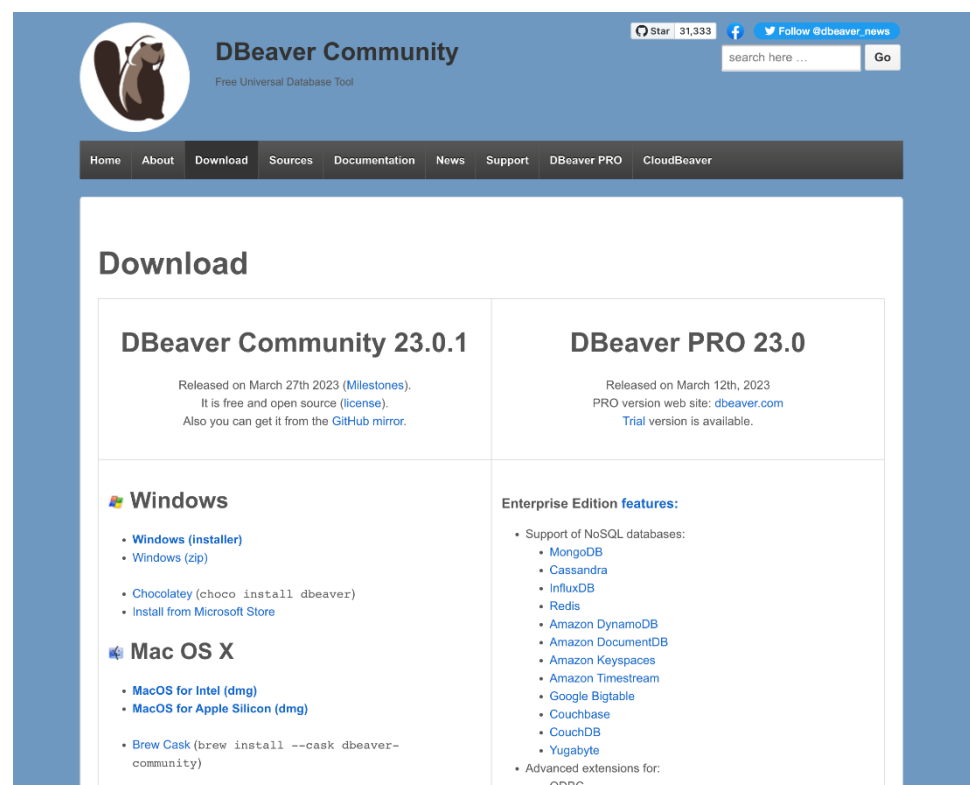 DBeaver Community
Free Universal Database Tool
Star 31,333
Follow @dbeaver_news
search here ...
Go
Home About Download Sources Documentation News Support DBeaver PRO CloudBeaver
Download
DBeaver Community 23.0.1
Released on March 27th 2023 (Milestones).
It is free and open source (license).
Also you can get it from the GitHub mirror.
DBeaver PRO 23.0
Released on March 12th, 2023
PRO version web site: dbeaver.com
Trial version is available.
Windows
• Windows (installer)
• Windows (zip)
• Chocolatey (choco install dbeaver)
• Install from Microsoft Store
Mac OS X
• MacOS for Intel (dmg)
• MacOS for Apple Silicon (dmg)
• Brew Cask (brew install --cask dbeaver-
community)
Enterprise Edition features:
• Support of NoSQL databases:
• MongoDB
• Cassandra
• InfluxDB
• Redis
• Amazon DynamoDB
• Amazon DocumentDB
• Amazon Keyspaces
• Amazon Timestream
• Google Bigtable
• Couchbase
• CouchDB
• Yugabyte
• Advanced extensions for: